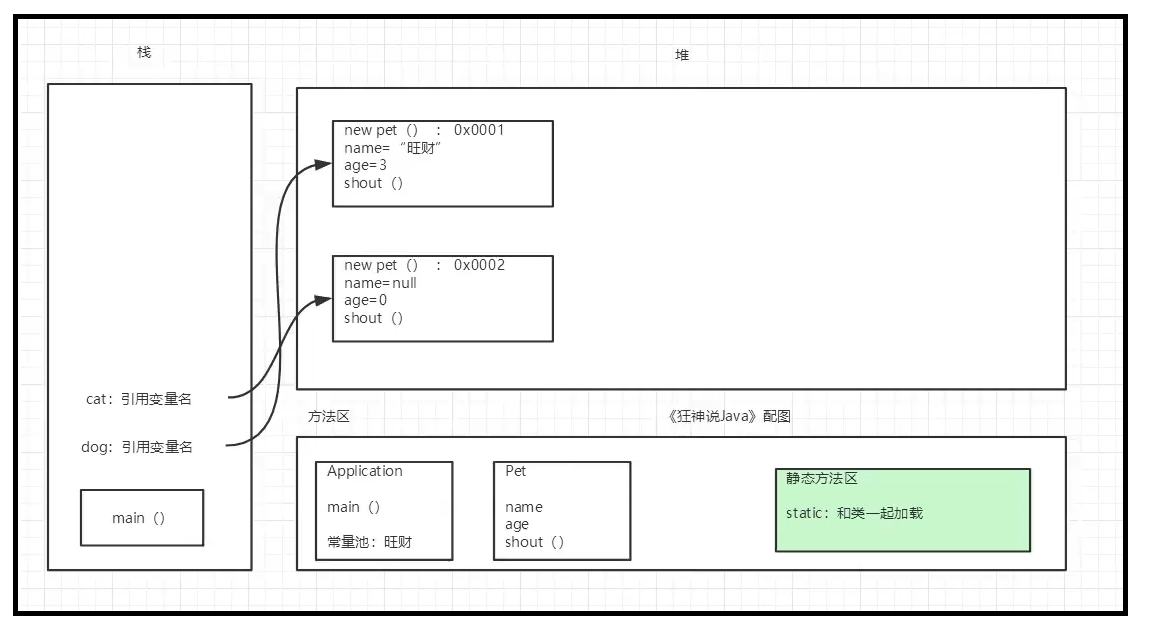 栈
堆
new pet（） ： 0x0001
name=“旺财”
age=3
shout（）
new pet（） ： 0x0002
name=null
age=0
shout（）
cat：引用变量名
dog：引用变量名
main（）
方法区
《狂神说Java》配图
Application
main（）
常量池：旺财
Pet
name
age
shout（）
静态方法区
static：和类一起加载